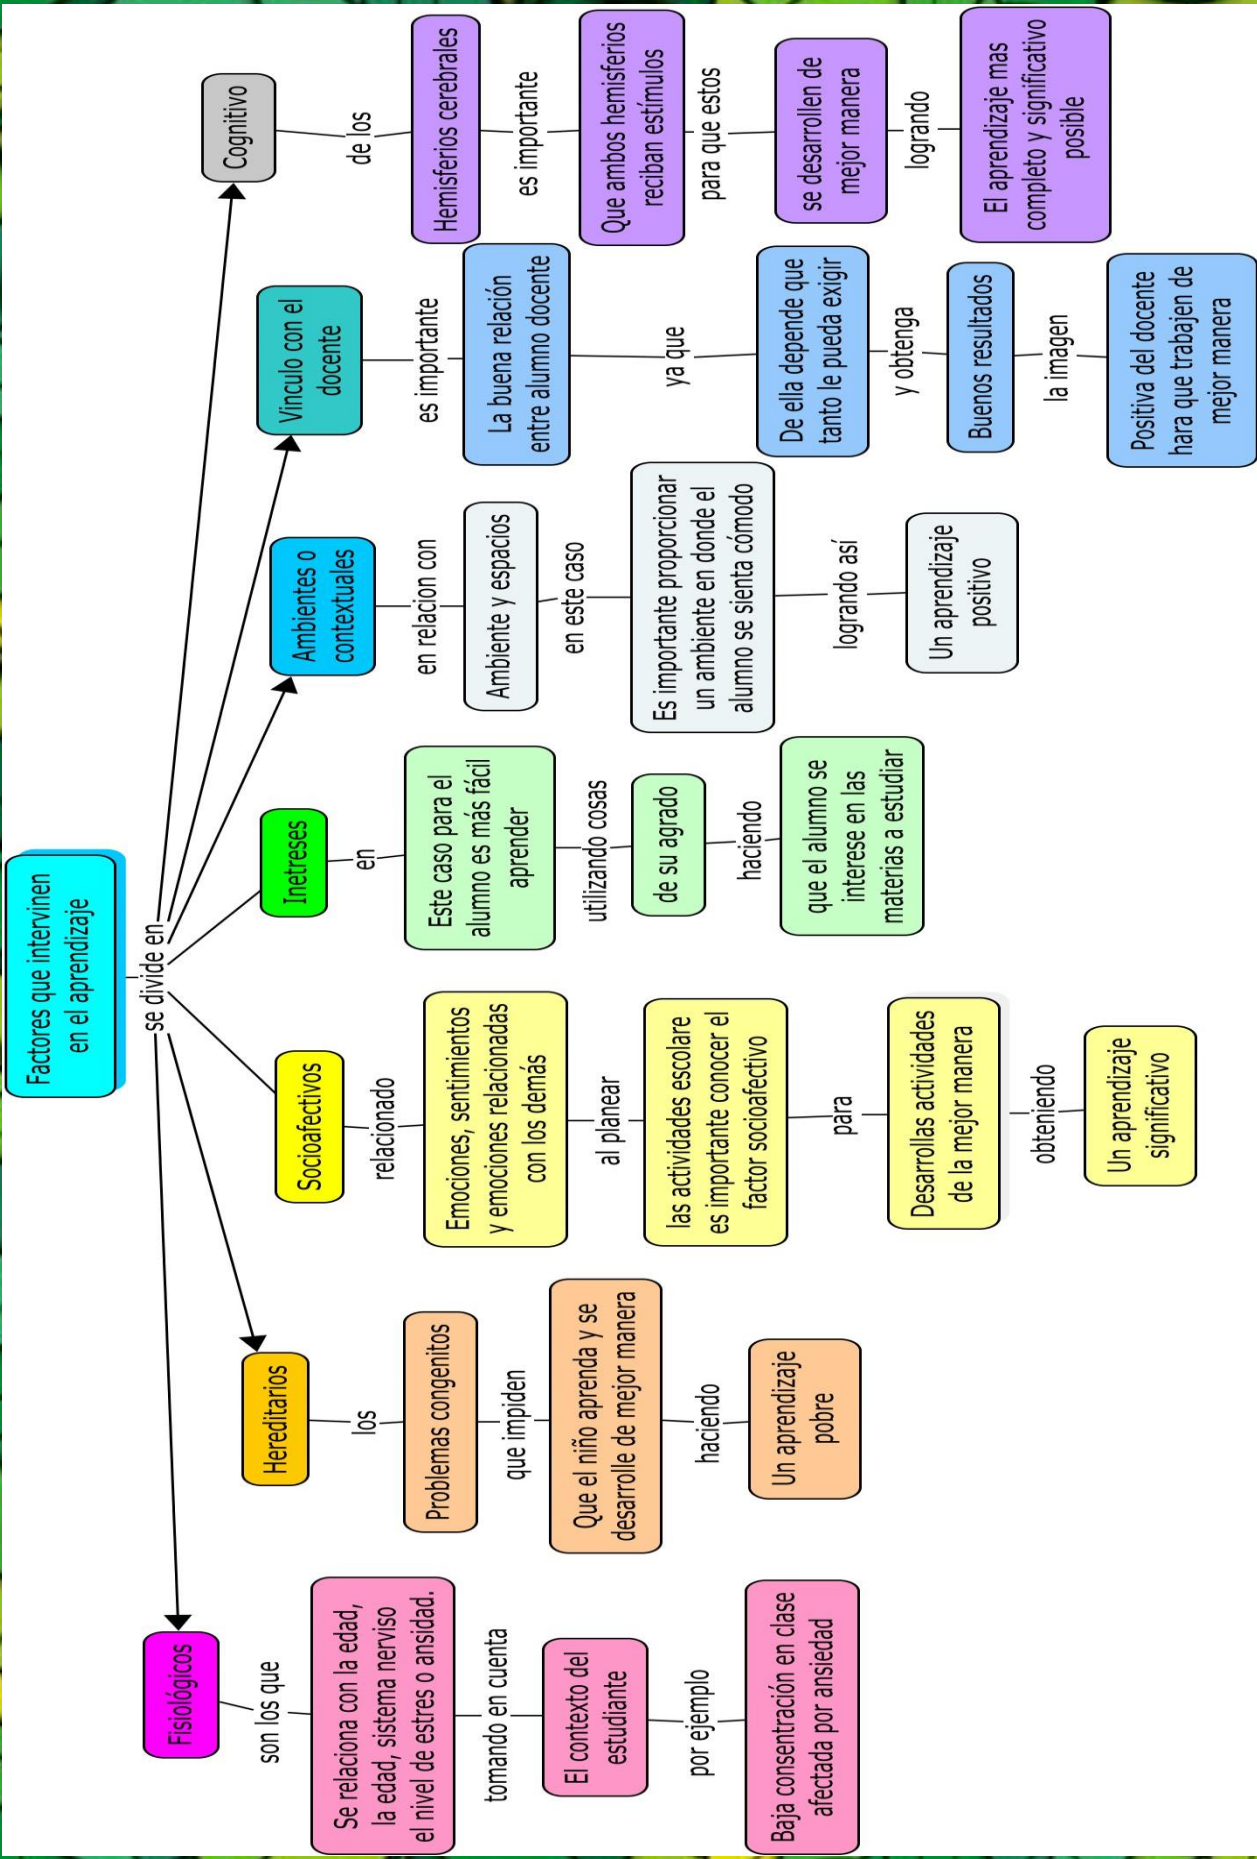 Factores que intervinen
en el aprendizaje
se divide en
Fisiológicos
son los que
Se relaciona con la edad,
la edad, sistema nerviso
el nivel de estres o ansidad.
tomando en cuenta
El contexto del
estudiante
por ejemplo
Baja consentración en clase
afectada por ansiedad
Hereditarios
los
Problemas congenitos
que impiden
Que el niño aprenda y se
desarrolle de mejor manera
haciendo
Un aprendizaje
pobre
Socioafectivos
relacionado
Emociones, sentimientos
y emociones relacionadas
con los demás
al planear
las actividades escolare
es importante conocer el
factor socioafectivo
para
Desarrollas actividades
de la mejor manera
obteniendo
Un aprendizaje
significativo
Inetreses
en
Este caso para el
alumno es más fácil
aprender
utilizando cosas
de su agrado
haciendo
que el alumno se
interese en las
materias a estudiar
Ambientes o
contextuales
en relacion con
Ambiente y espacios
en este caso
Es importante proporcionar
un ambiente en donde el
alumno se sienta cómodo
logrando así
Un aprendizaje
positivo
Vinculo con el
docente
es importante
La buena relación
entre alumno docente
ya que
De ella depende que
tanto le pueda exigir
y obtenga
Buenos resultados
la imagen
Positiva del docente
hara que trabajen de
mejor manera
Cognitivo
de los
Hemisferios cerebrales
es importante
Que ambos hemisferios
reciban estímulos
para que estos
se desarrollen de
mejor manera
logrando
El aprendizaje mas
completo y significativo
posible